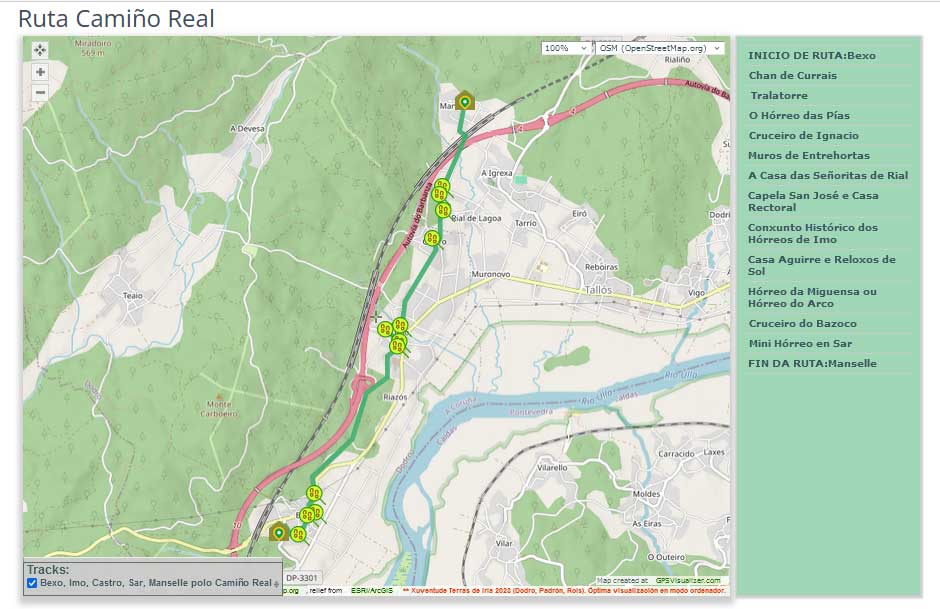 Ruta Camiño Real
Miradoiro
569 m
100%
OSM (OpenStreetMap.org)
Rialiño
Autovía do
A Devesa
4
4
A Igrexa
Autovía do Barbanza
Rial de Lagoa
Tarrío
Eiró
Dodro
Muronovo
Reboiras
Tallós
Vigo
Teaio
Dodro
Monte
Carboeiro
Riazós
A Coruña
Pontevedra
Río Ulla
Río Ulla
Caldas
Dodro
Caldas
Vilarello
Carracido
Laxes
Moldes
As Eiras
Vilar
O Outeiro
10
DP-3301
Tracks:
Bexo, Imo, Castro, Sar, Manselle polo Camiño Real
p.org , relief from ESRI/ArcGIS
Map created at GPSVisualizer.com
** Xuventude Terras de Iria 2023 (Dodro, Padrón, Rois). Óptima visualización en modo ordenador.
INICIO DE RUTA:Bexo
Chan de Currais
Tralatorre
O Hórreo das Pías
Cruceiro de Ignacio
Muros de Entrehortas
A Casa das Señoritas de Rial
Capela San José e Casa
Rectoral
Conxunto Histórico dos
Hórreos de Imo
Casa Aguirre e Reloxos de
Sol
Hórreo da Miguensa ou
Hórreo do Arco
Cruceiro do Bazoco
Mini Hórreo en Sar
FIN DA RUTA:Manselle